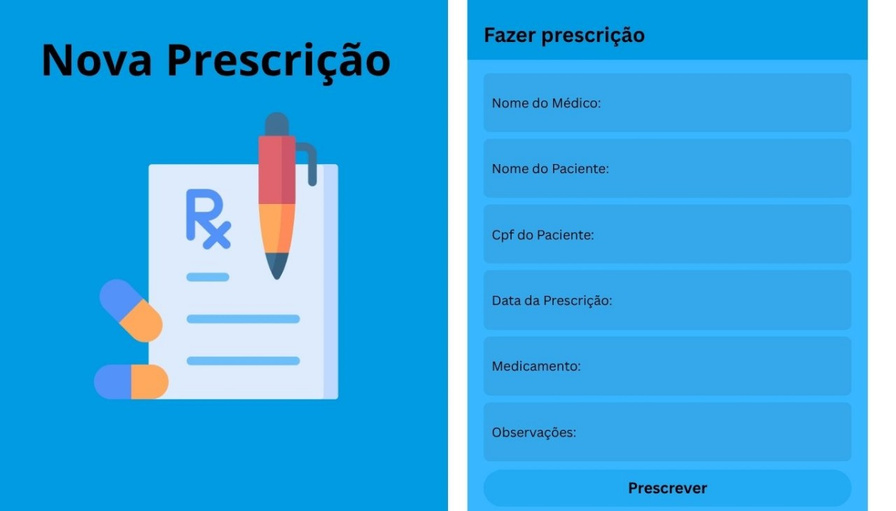 Nova Prescrição
Rx
Fazer prescrição
Nome do Médico:
Nome do Paciente:
Cpf do Paciente:
Data da Prescrição:
Medicamento:
Observações:
Prescrever